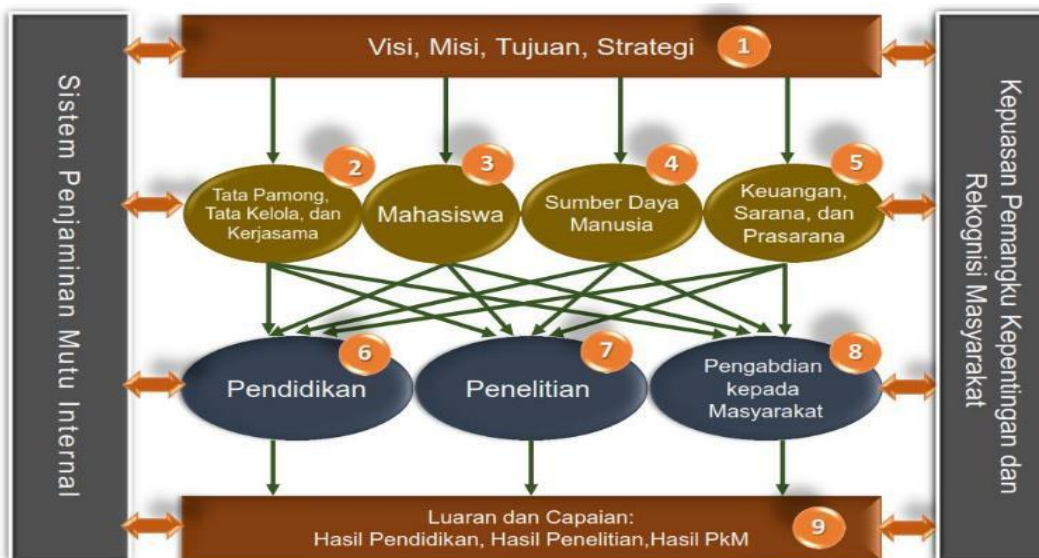 Sistem Penjaminan Mutu Internal
Visi, Misi, Tujuan, Strategi
1
2
Tata Pamong,
Tata Kelola, dan
Kerjasama
3
Mahasiswa
4
Sumber Daya
Manusia
5
Keuangan,
Sarana, dan
Prasarana
6
Pendidikan
7
Penelitian
8
Pengabdian
kepada
Masyarakat
Luaran dan Capaian:
Hasil Pendidikan, Hasil Penelitian,Hasil PkM
9
Kepuasan Pemangku Kepentingan dan
Rekognisi Masyarakat